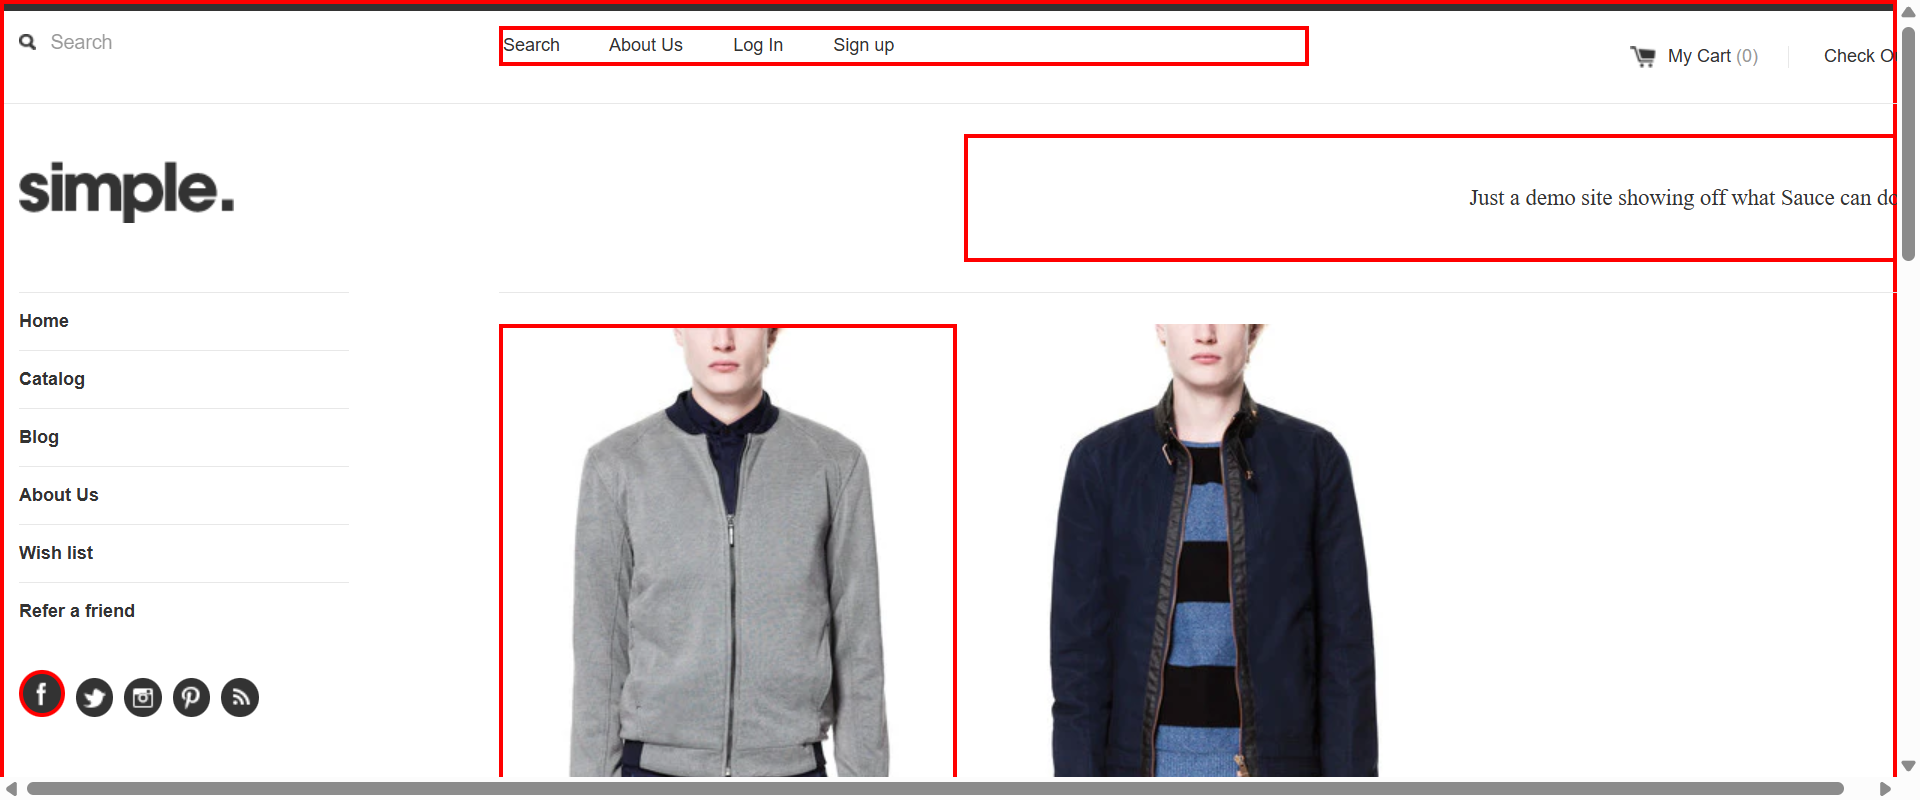 Search
Search About Us Log In Sign up
My Cart (0)
Check O
simple.
Just a demo site showing off what Sauce can do
Home
Catalog
Blog
About Us
Wish list
Refer a friend